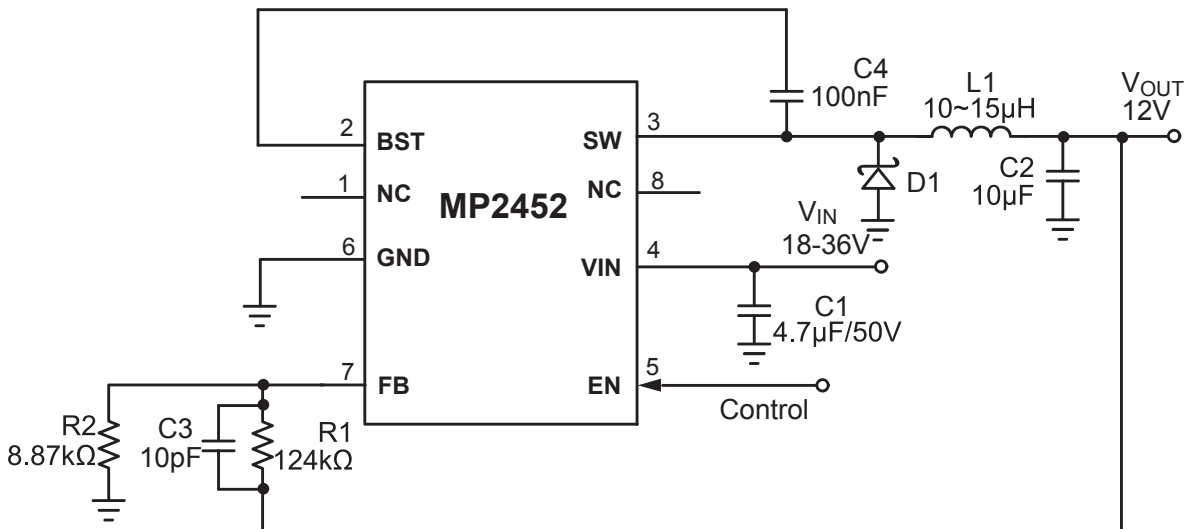 C4
100nF
L1
10~15µH
VOUT
12V
2
BST
3
SW
C2
10µF
D1
1
NC
MP2452
NC
8
VIN
18-36V
6
GND
VIN
4
C1
4.7µF/50V
7
FB
EN
5
Control
R2
8.87kΩ
C3
10pF
R1
124kΩ